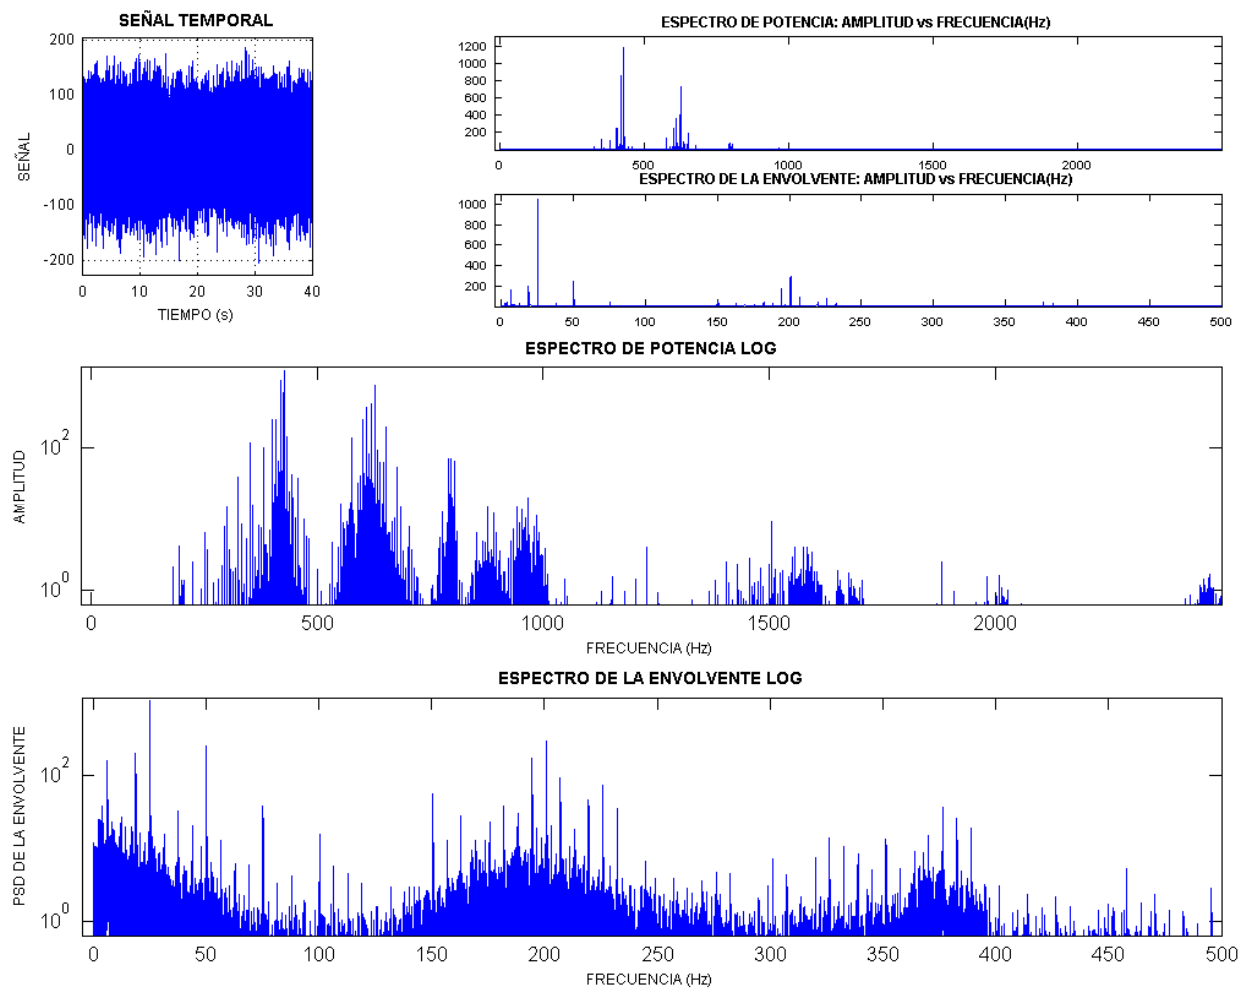 SEÑAL TEMPORAL
200
100
0
-100
-200
SEÑAL
0 10 20 30 40
TIEMPO (s)
ESPECTRO DE POTENCIA: AMPLITUD vs FRECUENCIA(Hz)
1200
1000
800
600
400
200
0 500 1000 1500 2000
ESPECTRO DE LA ENVOLVENTE: AMPLITUD vs FRECUENCIA(Hz)
1000
800
600
400
200
0 50 100 150 200 250 300 350 400 450 500
ESPECTRO DE POTENCIA LOG
AMPLITUD
10^2
10^0
0 500 1000 1500 2000
FRECUENCIA (Hz)
ESPECTRO DE LA ENVOLVENTE LOG
PSD DE LA ENVOLVENTE
10^2
10^0
0 50 100 150 200 250 300 350 400 450 500
FRECUENCIA (Hz)